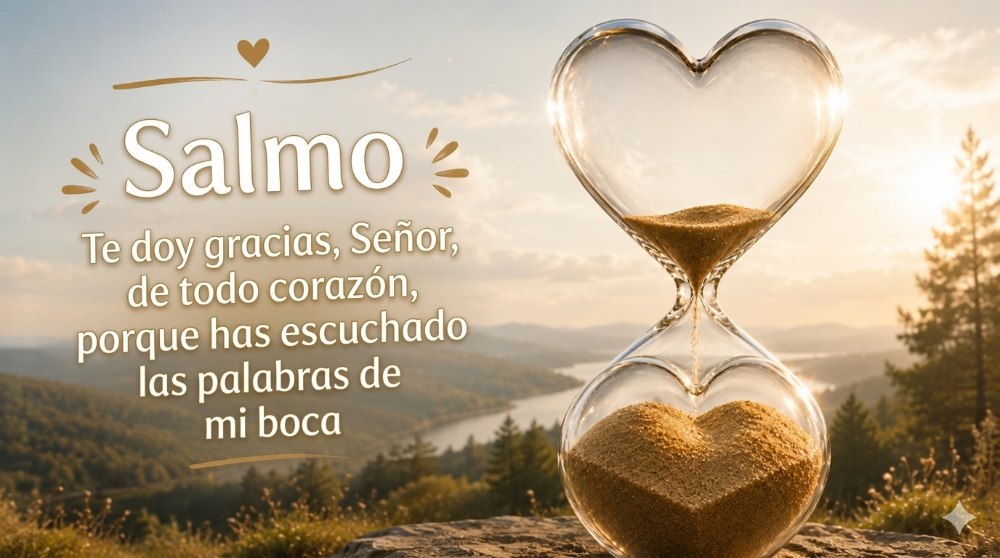 Salmo
Te doy gracias, Señor,
de todo corazón,
porque has escuchado
las palabras de
mi boca